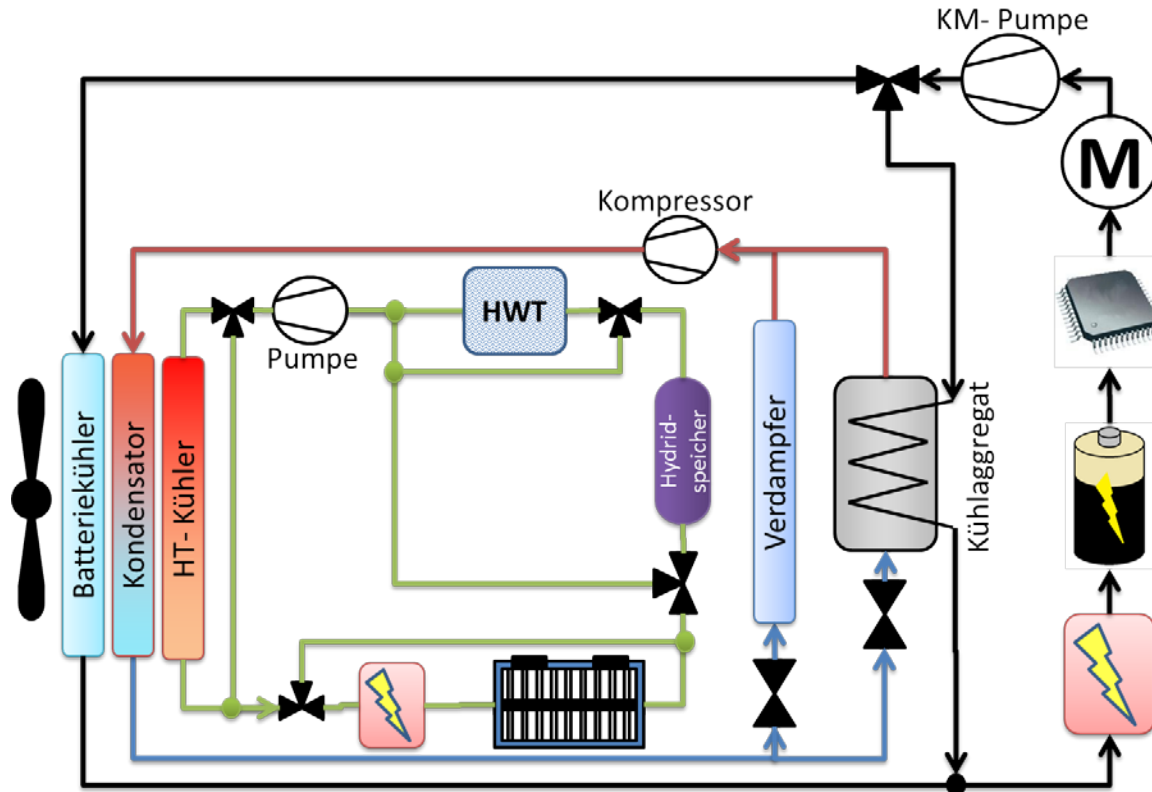 KM- Pumpe
M
Kompressor
HWT
Pumpe
Batteriekühler
Kondensator
HT- Kühler
Hydrid-
speicher
Verdampfer
Kühlaggregat